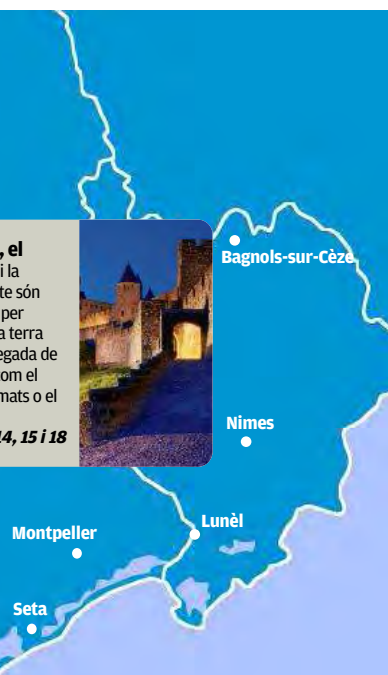 , el
i la
te són
per
a terra
egada de
om el
mats o el
14, 15 i 18
Bagnols-sur-Cèze
Nimes
Lunèl
Montpeller
Seta